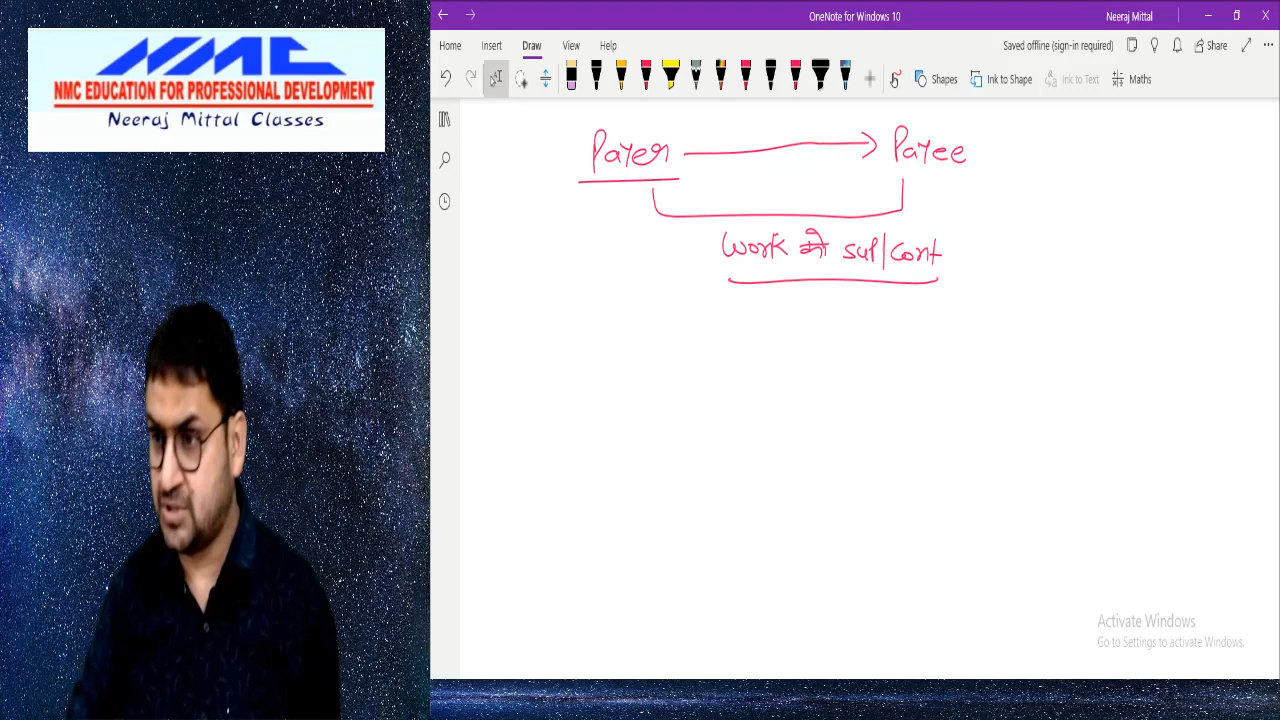 NMC
NMC EDUCATION FOR PROFESSIONAL DEVELOPMENT
Neeraj Mittal Classes
OneNote for Windows 10
Neeraj Mittal
Home Insert Draw View Help
Saved offline (sign-in required)
Share
Shapes
Ink to Shape
Ink to Text
Maths
Payer Payee
Work को sup/cont
Activate Windows
Go to Settings to activate Windows.